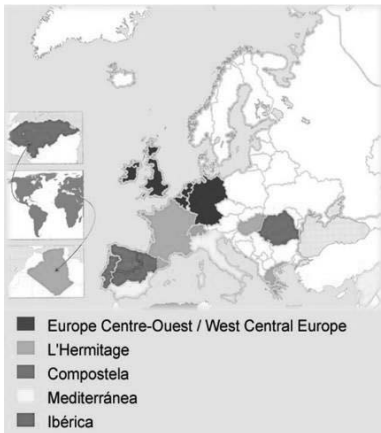 Europe Centre-Ouest / West Central Europe
L'Hermitage
Compostela
Mediterránea
Ibérica